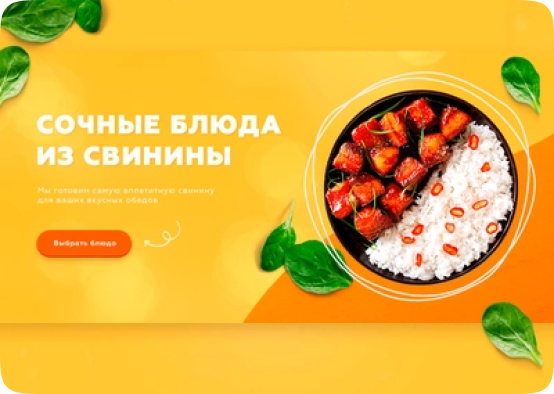 СОЧНЫЕ БЛЮДА
ИЗ СВИНИНЫ
Мы готовим самую аппетитную свинину
для ваших вкусных обедов
Выбрать блюдо